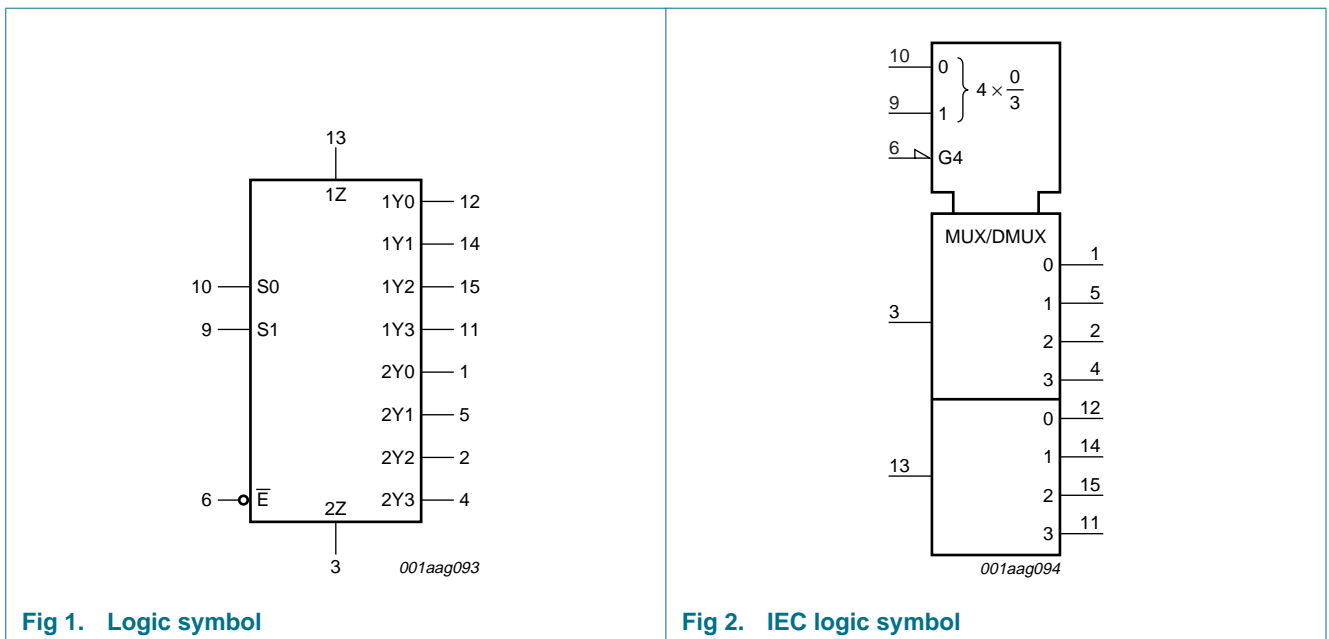 13
1Z
1Y0 12
1Y1 14
10 S0 1Y2 15
9 S1 1Y3 11
2Y0 1
2Y1 5
2Y2 2
6 E̅ 2Z 2Y3 4
3
001aag093
Fig 1. Logic symbol
10 0
4 × 0/3
9 1
6 G4
MUX/DMUX
0 1
1 5
3
2 2
3 4
0 12
1 14
13
2 15
3 11
001aag094
Fig 2. IEC logic symbol